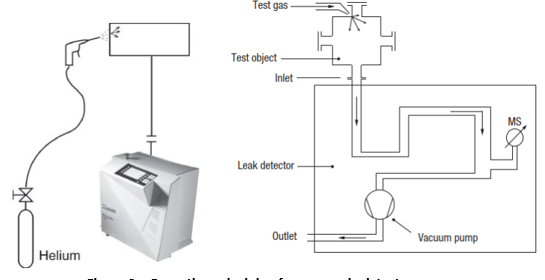 Test gas
Test object
Inlet
MS
Leak detector
Helium
Outlet
Vacuum pump